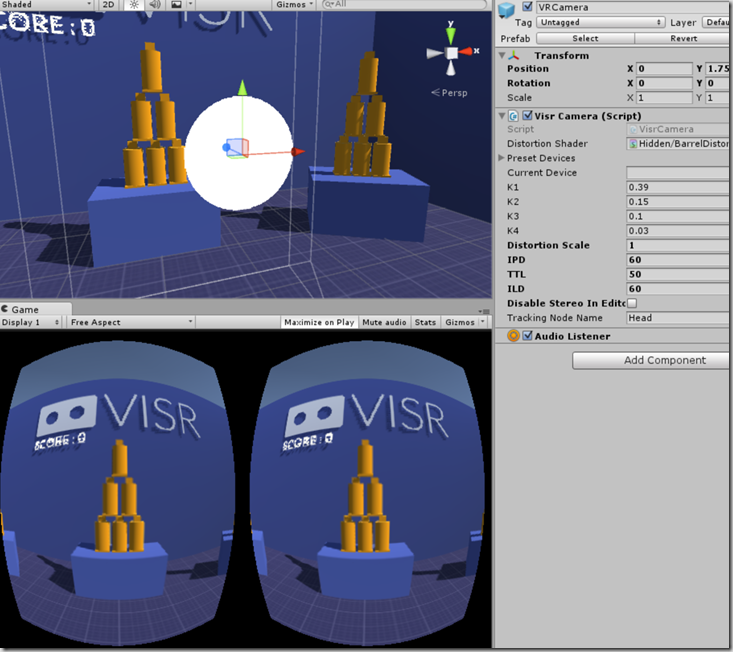 Shaded 2D Gizmos All
SCORE:0
VISR
y
x
Persp
Game
Display 1 Free Aspect Maximize on Play Mute audio Stats Gizmos
VISR VISR
SCORE:0 SCORE:0
VRCamera
Tag Untagged Layer Defau
Prefab Select Revert
Transform
Position X 0 Y 1.75
Rotation X 0 Y 0
Scale X 1 Y 1
Visr Camera (Script)
Script VisrCamera
Distortion Shader Hidden/BarrelDistor
Preset Devices
Current Device
K1 0.39
K2 0.15
K3 0.1
K4 0.03
Distortion Scale 1
IPD 60
TTL 50
ILD 60
Disable Stereo In Edito
Tracking Node Name Head
Audio Listener
Add Component